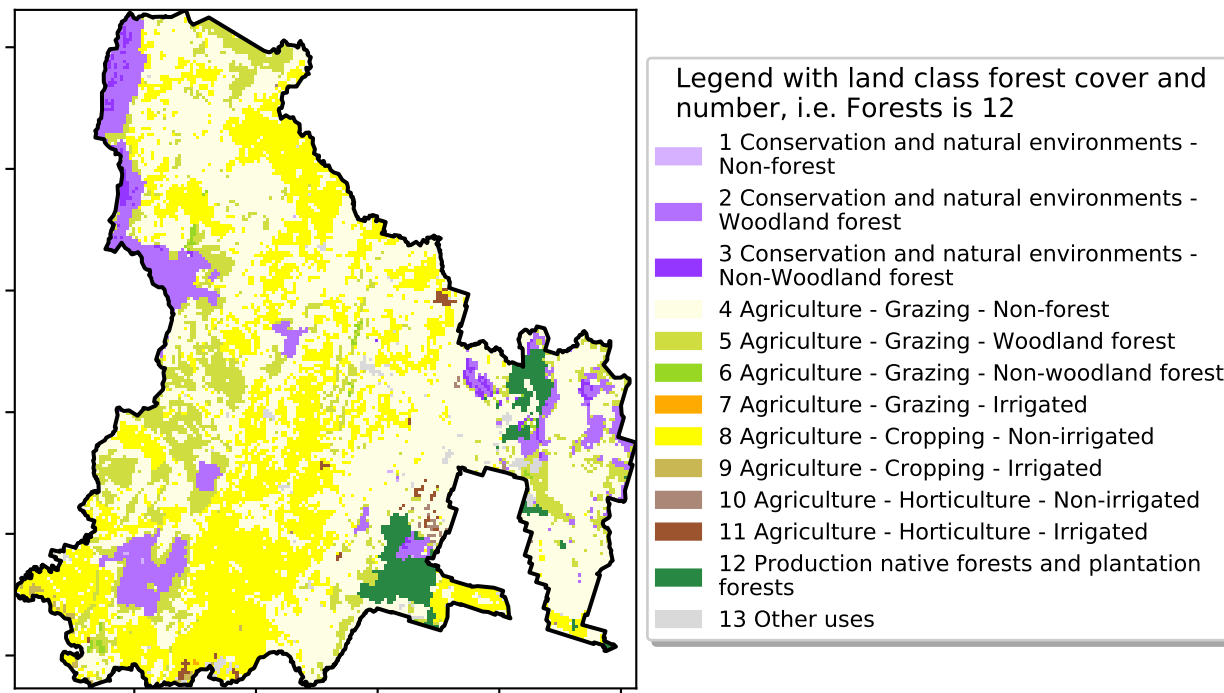 Legend with land class forest cover and
number, i.e. Forests is 12
1 Conservation and natural environments -
Non-forest
2 Conservation and natural environments -
Woodland forest
3 Conservation and natural environments -
Non-Woodland forest
4 Agriculture - Grazing - Non-forest
5 Agriculture - Grazing - Woodland forest
6 Agriculture - Grazing - Non-woodland forest
7 Agriculture - Grazing - Irrigated
8 Agriculture - Cropping - Non-irrigated
9 Agriculture - Cropping - Irrigated
10 Agriculture - Horticulture - Non-irrigated
11 Agriculture - Horticulture - Irrigated
12 Production native forests and plantation
forests
13 Other uses